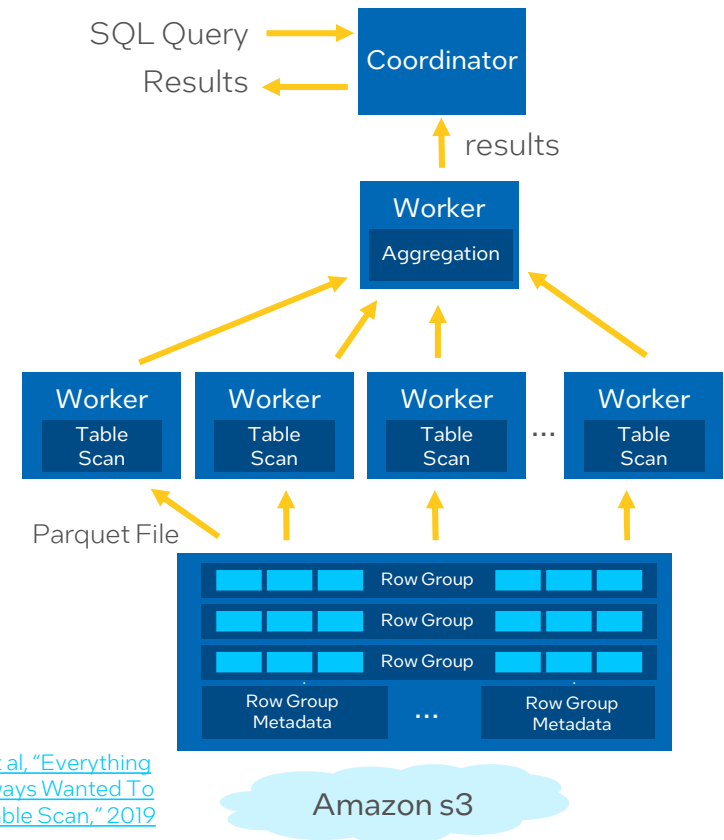 SQL Query
Results
Coordinator
results
Worker
Aggregation
Worker
Table
Scan
Worker
Table
Scan
Worker
Table
Scan
...
Worker
Table
Scan
Parquet File
Row Group
Row Group
Row Group
Row Group
Metadata
...
Row Group
Metadata
al, “Everything
Wanted To
Scan,” 2019
Amazon s3